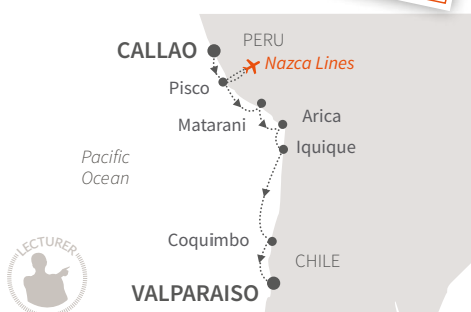 PERU
CALLAO
Nazca Lines
Pisco
Matarani
Arica
Iquique
Pacific
Ocean
Coquimbo
CHILE
VALPARAISO
LECTURER